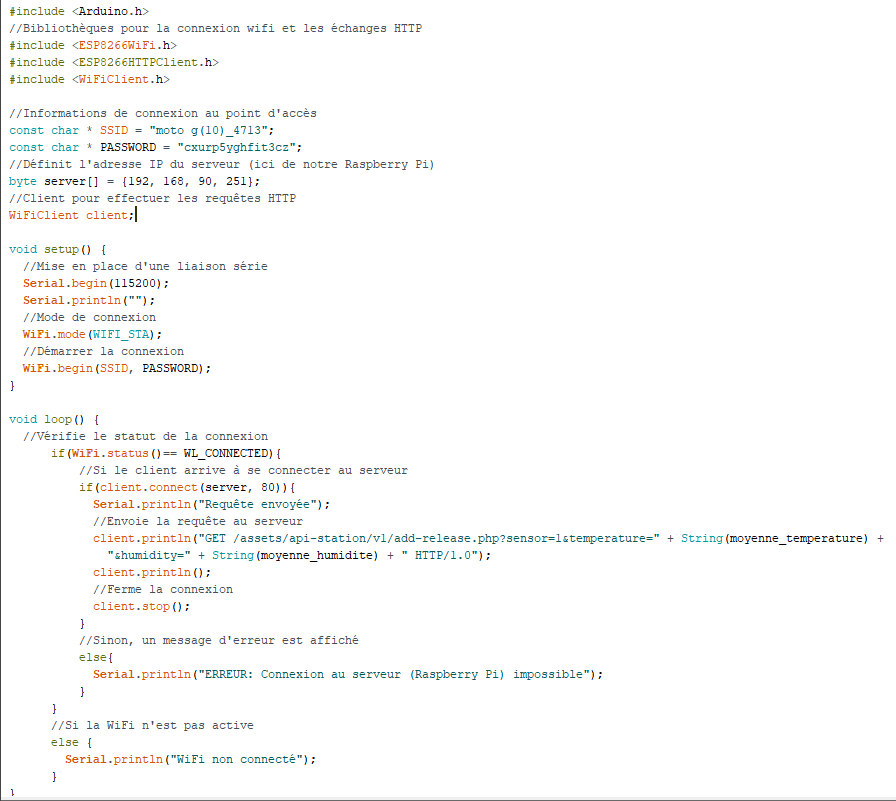 #include <Arduino.h>
//Bibliothèques pour la connexion wifi et les échanges HTTP
#include <ESP8266WiFi.h>
#include <ESP8266HTTPClient.h>
#include <WiFiClient.h>
//Informations de connexion au point d'accès
const char * SSID = "moto g(10)_4713";
const char * PASSWORD = "cxurp5yghfit3cz";
//Définit l'adresse IP du serveur (ici de notre Raspberry Pi)
byte server[] = {192, 168, 90, 251};
//Client pour effectuer les requêtes HTTP
WiFiClient client;
void setup() {
//Mise en place d'une liaison série
Serial.begin(115200);
Serial.println("");
//Mode de connexion
WiFi.mode(WIFI_STA);
//Démarrer la connexion
WiFi.begin(SSID, PASSWORD);
}
void loop() {
//Vérifie le statut de la connexion
if(WiFi.status()== WL_CONNECTED){
//Si le client arrive à se connecter au serveur
if(client.connect(server, 80)){
Serial.println("Requête envoyée");
//Envoie la requête au serveur
client.println("GET /assets/api-station/v1/add-release.php?sensor=1&temperature=" + String(moyenne_temperature) +
"&humidity=" + String(moyenne_humidite) + " HTTP/1.0");
client.println();
//Ferme la connexion
client.stop();
}
//Sinon, un message d'erreur est affiché
else{
Serial.println("ERREUR: Connexion au serveur (Raspberry Pi) impossible");
}
}
//Si la WiFi n'est pas active
else {
Serial.println("WiFi non connecté");
}
}